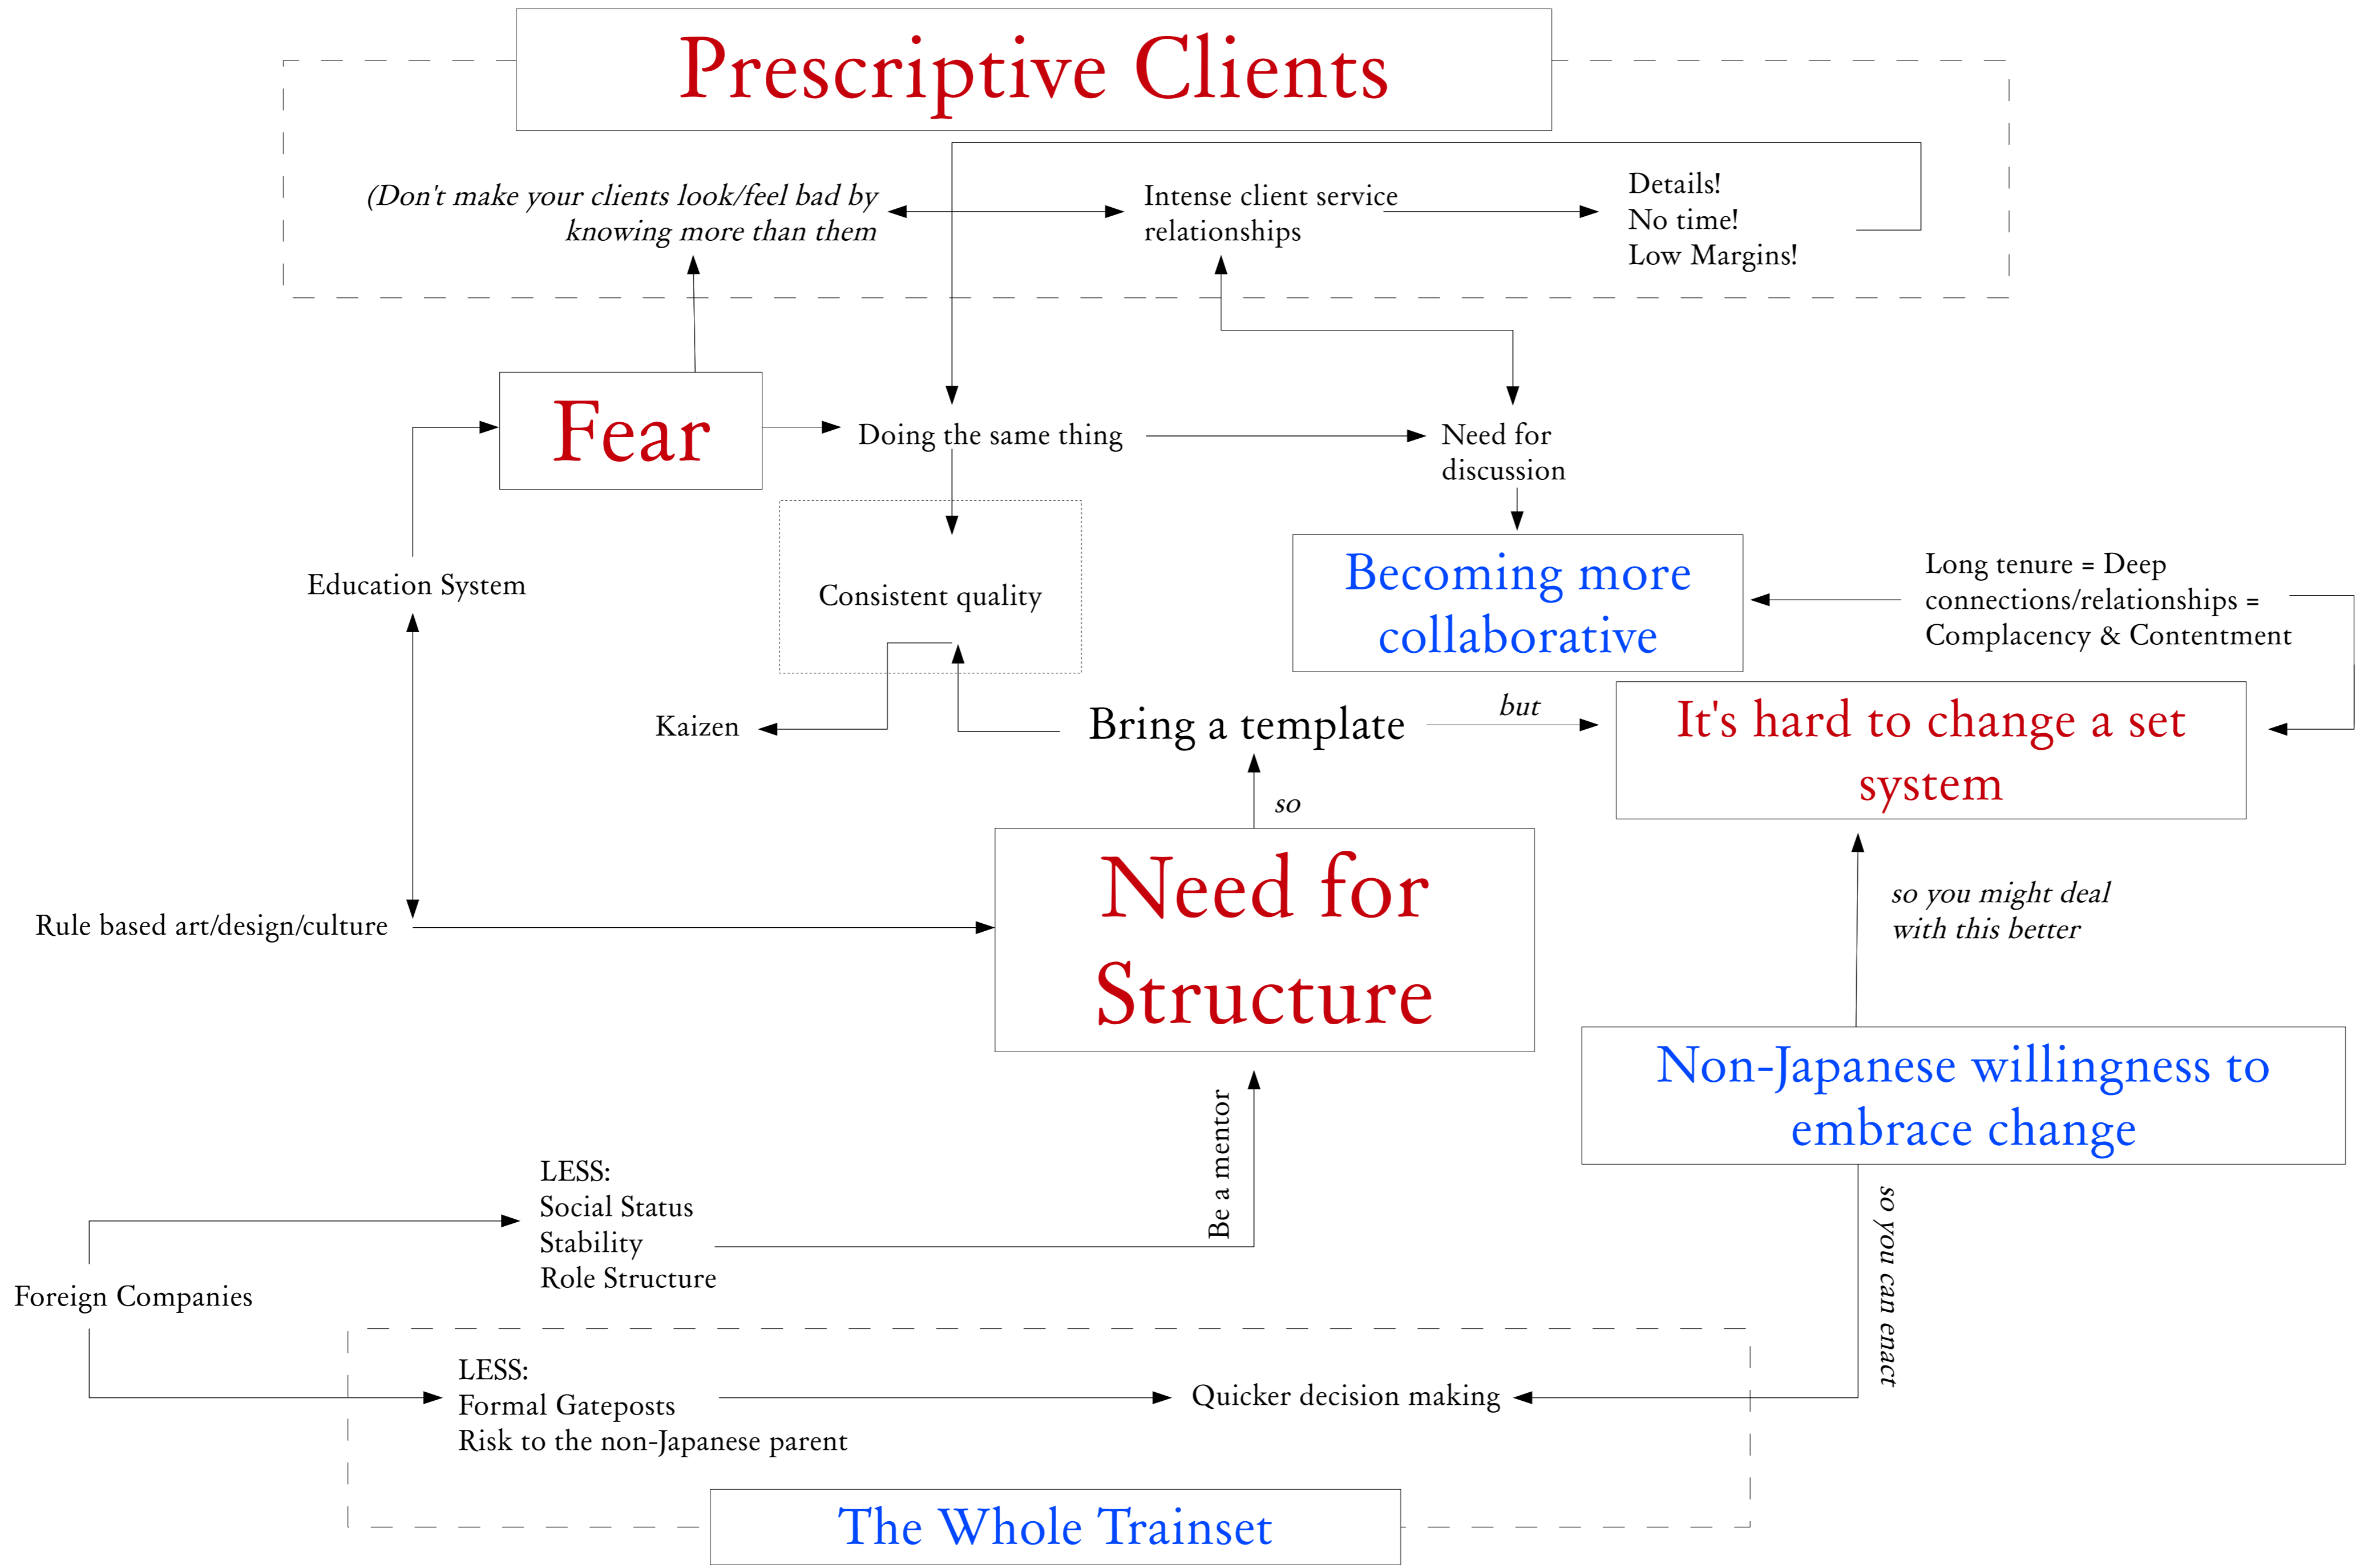 Prescriptive Clients
(Don't make your clients look/feel bad by
knowing more than them
Intense client service
relationships
Details!
No time!
Low Margins!
Fear
Doing the same thing
Need for
discussion
Education System
Consistent quality
Becoming more
collaborative
Long tenure = Deep
connections/relationships =
Complacency & Contentment
Kaizen
Bring a template
but
It's hard to change a set
system
so
Need for
Structure
so you might deal
with this better
Rule based art/design/culture
Non-Japanese willingness to
embrace change
Be a mentor
so you can enact
LESS:
Social Status
Stability
Role Structure
Foreign Companies
LESS:
Formal Gateposts
Risk to the non-Japanese parent
Quicker decision making
The Whole Trainset